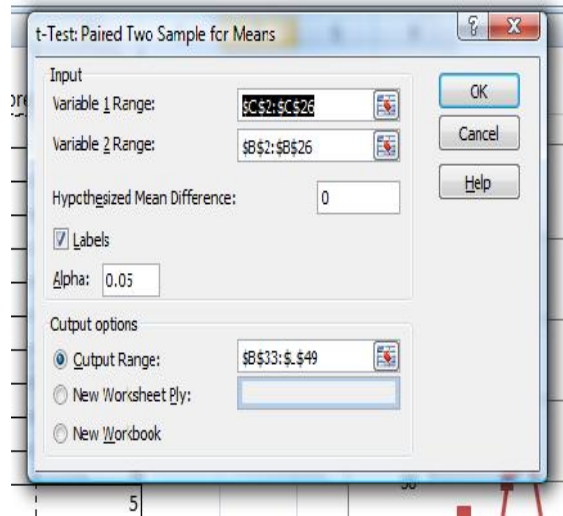 t-Test: Paired Two Sample for Means
Input
Variable 1 Range: $C$2:$C$26
OK
Variable 2 Range: $B$2:$B$26
Cancel
Hypothesized Mean Difference: 0
Help
Labels
Alpha: 0.05
Output options
Output Range: $B$33:$.$49
New Worksheet Ply:
New Workbook
5